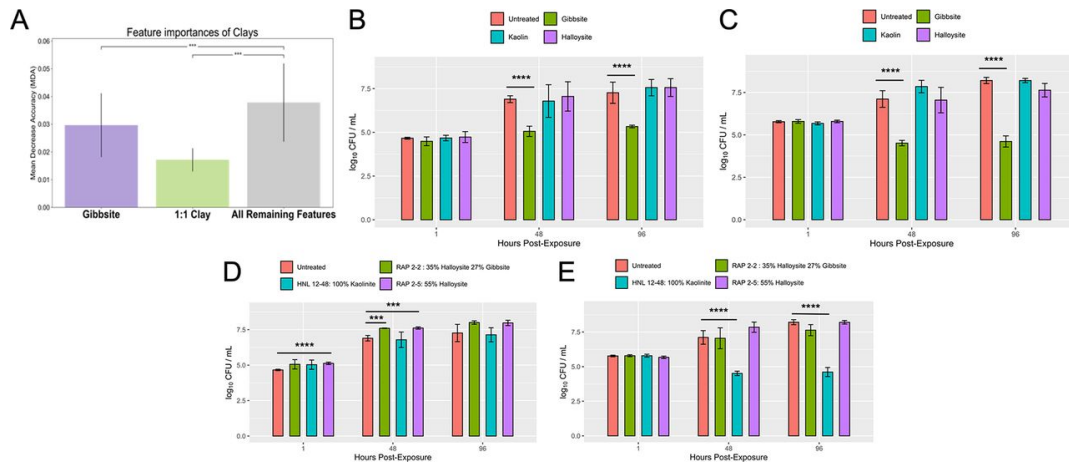 A
Feature importances of Clays
Mean Decrease Accuracy (MDA)
0.06
0.05
0.04
0.03
0.02
0.01
0.00
***
***
Gibbsite 1:1 Clay All Remaining Features
B
Untreated Gibbsite
Kaolin Halloysite
log10 CFU / mL
7.5
5.0
2.5
0.0
**** ****
1 48 96
Hours Post-Exposure
C
Untreated Gibbsite
Kaolin Halloysite
log10 CFU / mL
7.5
5.0
2.5
0.0
**** ****
1 48 96
Hours Post-Exposure
D
Untreated RAP 2-2 : 35% Halloysite 27% Gibbsite
HNL 12-48: 100% Kaolinite RAP 2-5: 55% Halloysite
log10 CFU / mL
7.5
5.0
2.5
0.0
****
***
***
1 48 96
Hours Post-Exposure
E
Untreated RAP 2-2 : 35% Halloysite 27% Gibbsite
HNL 12-48: 100% Kaolinite RAP 2-5: 55% Halloysite
log10 CFU / mL
7.5
5.0
2.5
0.0
**** ****
1 48 96
Hours Post-Exposure